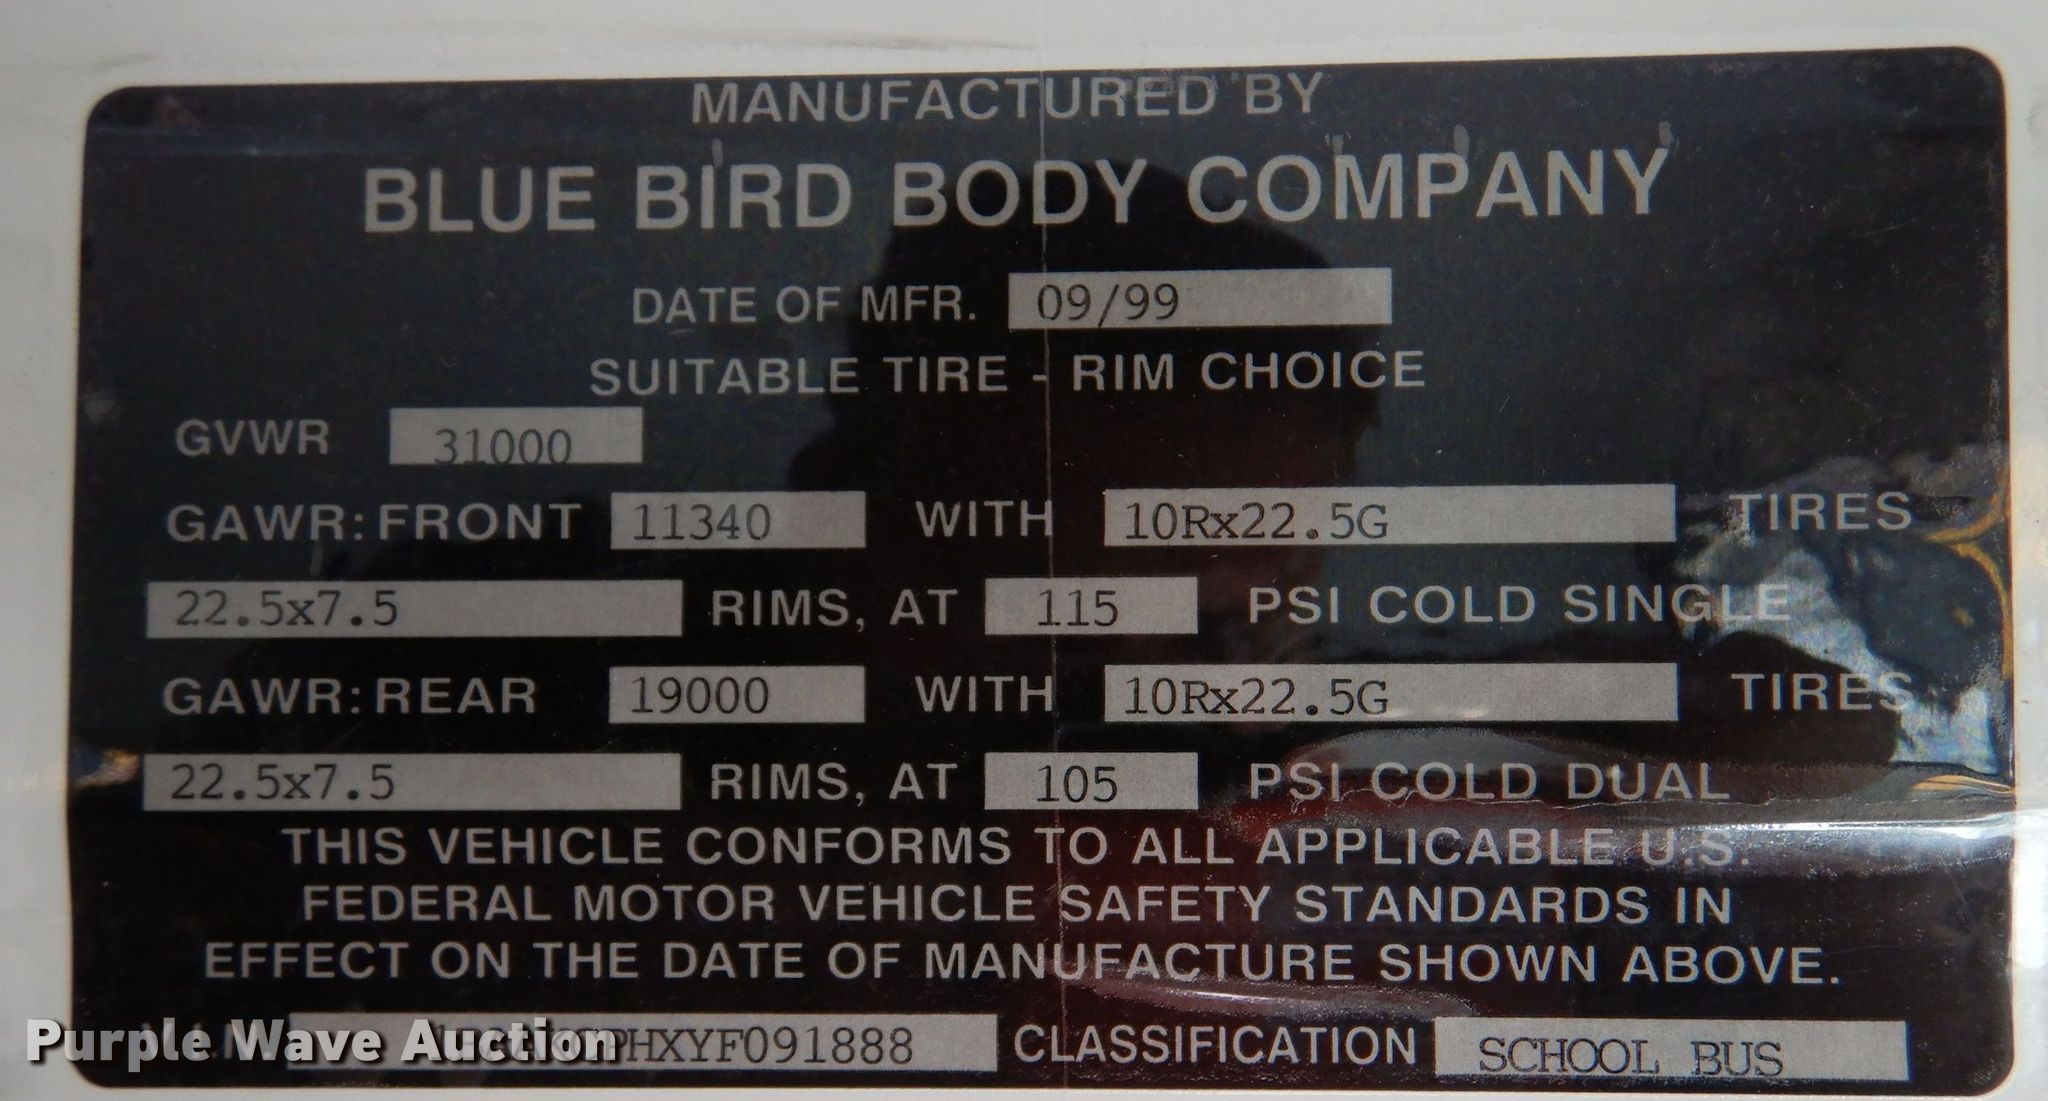 MANUFACTURED BY
BLUE BIRD BODY COMPANY
DATE OF MFR. 09/99
SUITABLE TIRE - RIM CHOICE
GVWR 31000
GAWR:FRONT 11340 WITH 10Rx22.5G TIRES
22.5x7.5 RIMS, AT 115 PSI COLD SINGLE
GAWR:REAR 19000 WITH 10Rx22.5G TIRES
22.5x7.5 RIMS, AT 105 PSI COLD DUAL
THIS VEHICLE CONFORMS TO ALL APPLICABLE U.S.
FEDERAL MOTOR VEHICLE SAFETY STANDARDS IN
EFFECT ON THE DATE OF MANUFACTURE SHOWN ABOVE.
CLASSIFICATION SCHOOL BUS
Purple Wave Auction